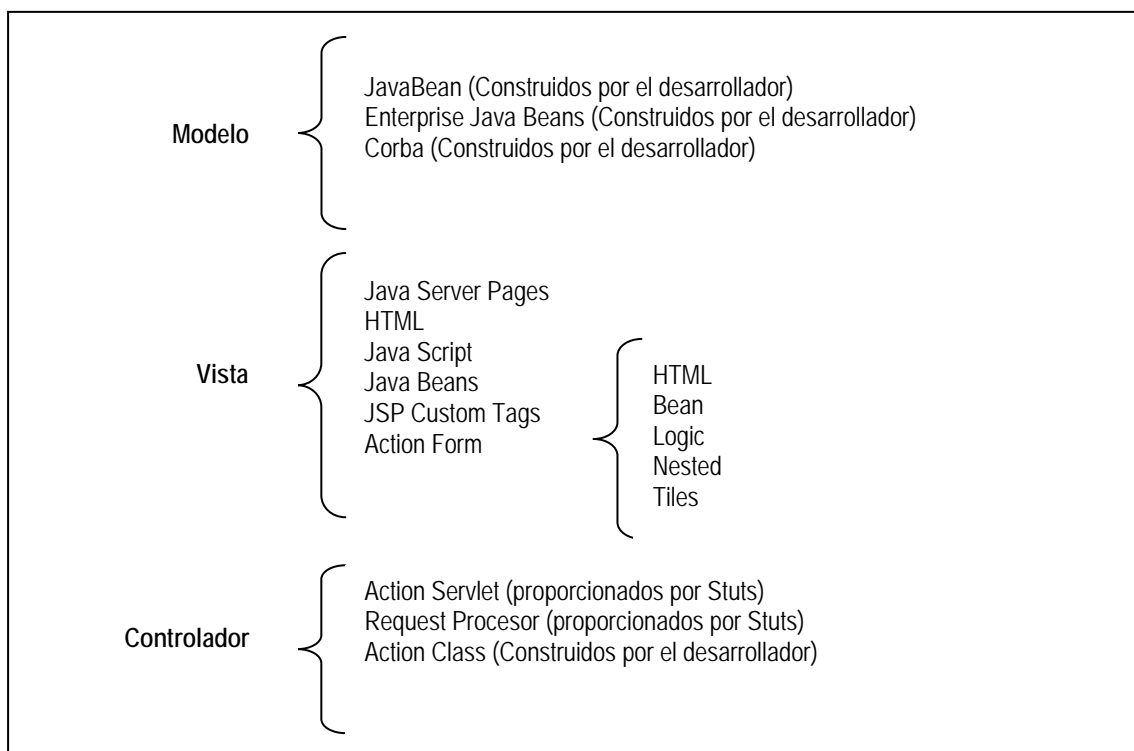 Modelo
JavaBean (Construidos por el desarrollador)
Enterprise Java Beans (Construidos por el desarrollador)
Corba (Construidos por el desarrollador)
Vista
Java Server Pages
HTML
Java Script
Java Beans
JSP Custom Tags
Action Form
HTML
Bean
Logic
Nested
Tiles
Controlador
Action Servlet (proporcionados por Stuts)
Request Procesor (proporcionados por Stuts)
Action Class (Construidos por el desarrollador)